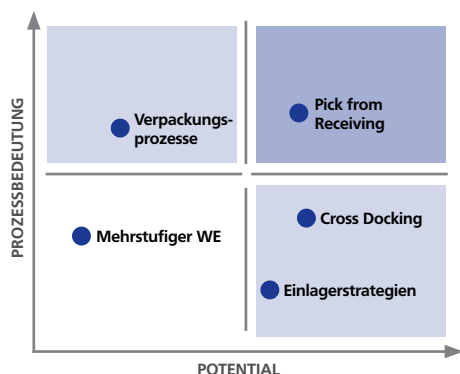 PROZESSBEDEUTUNG
Verpackungs-
prozesse
Pick from
Receiving
Mehrstufiger WE
Cross Docking
Einlagerstrategien
POTENTIAL